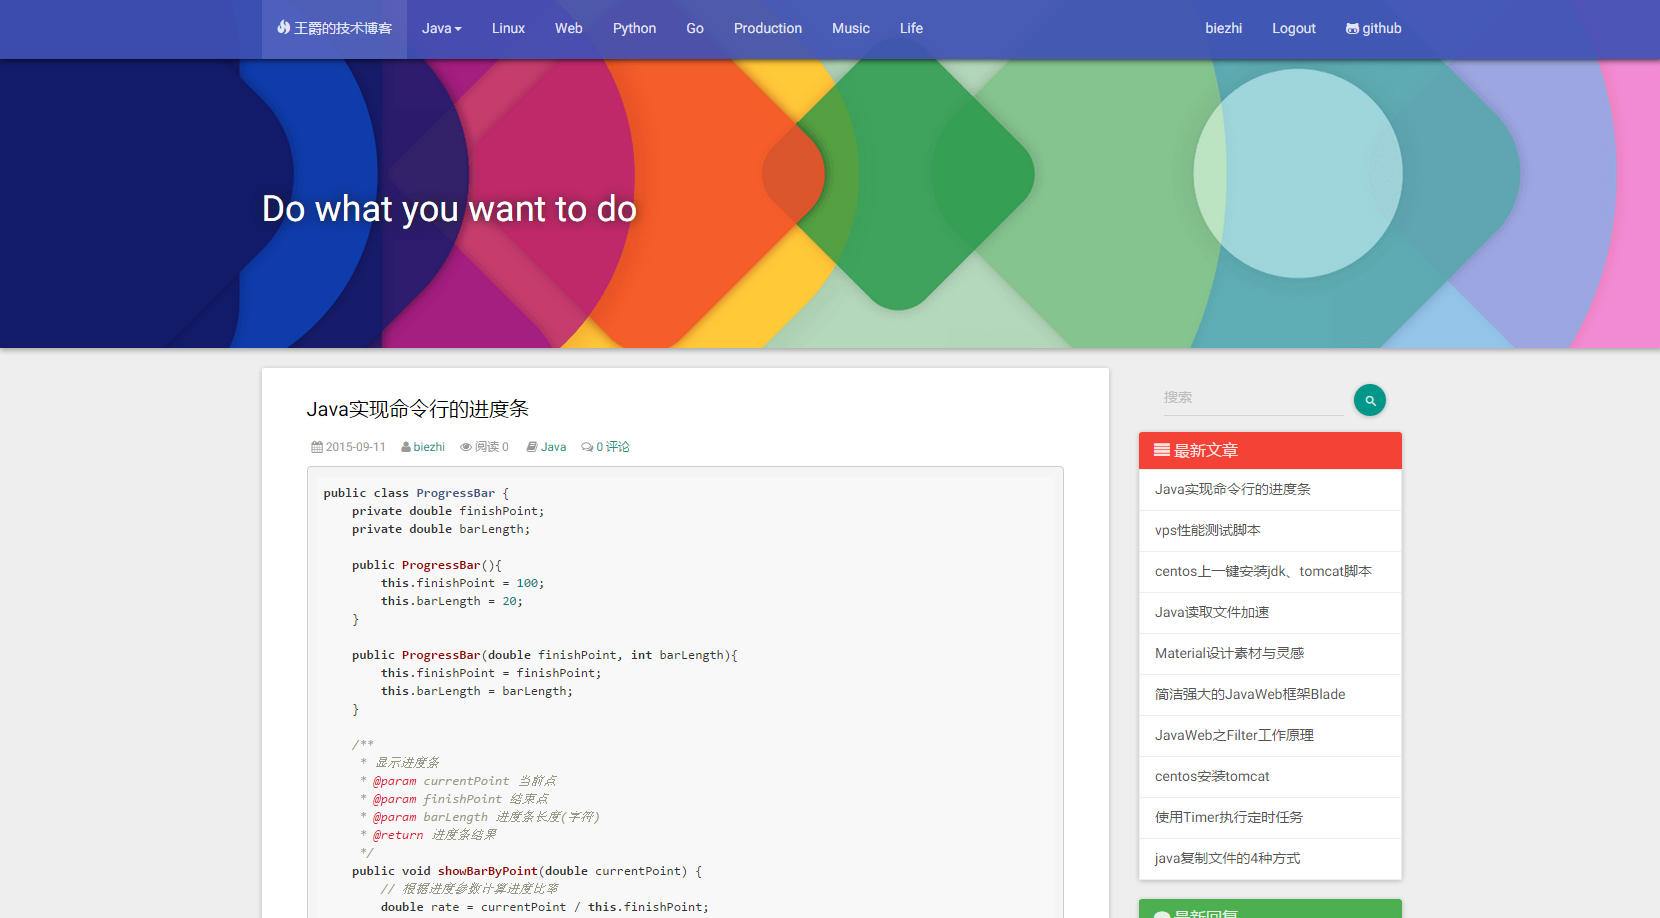 王爵的技术博客 Java Linux Web Python Go Production Music Life biezhi Logout github
Do what you want to do
Java实现命令行的进度条
2015-09-11 biezhi 阅读 0 Java 0 评论
public class ProgressBar {
private double finishPoint;
private double barLength;
public ProgressBar(){
this.finishPoint = 100;
this.barLength = 20;
}
public ProgressBar(double finishPoint, int barLength){
this.finishPoint = finishPoint;
this.barLength = barLength;
}
/**
* 显示进度条
* @param currentPoint 当前点
* @param finishPoint 结束点
* @param barLength 进度条长度(字符)
* @return 进度条结果
*/
public void showBarByPoint(double currentPoint) {
// 根据进度参数计算进度比率
double rate = currentPoint / this.finishPoint;
搜索
最新文章
Java实现命令行的进度条
vps性能测试脚本
centos上一键安装jdk、tomcat脚本
Java读取文件加速
Material设计素材与灵感
简洁强大的JavaWeb框架Blade
JavaWeb之Filter工作原理
centos安装tomcat
使用Timer执行定时任务
java复制文件的4种方式
最新回复